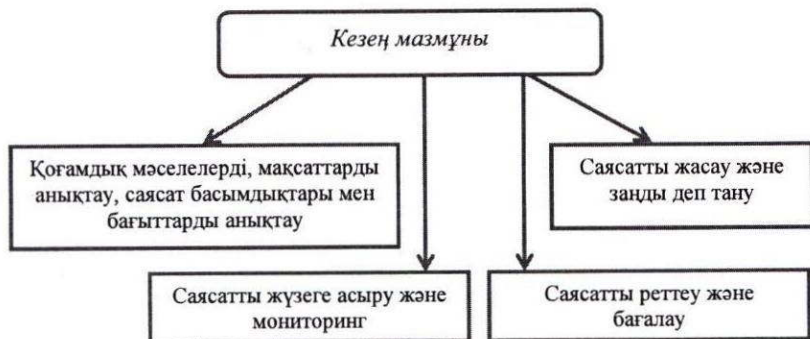 Кезең мазмұны
Қоғамдық мәселелерді, мақсаттарды
анықтау, саясат басымдықтары мен
бағыттарды анықтау
Саясатты жасау және
заңды деп тану
Саясатты жүзеге асыру және
мониторинг
Саясатты реттеу және
бағалау